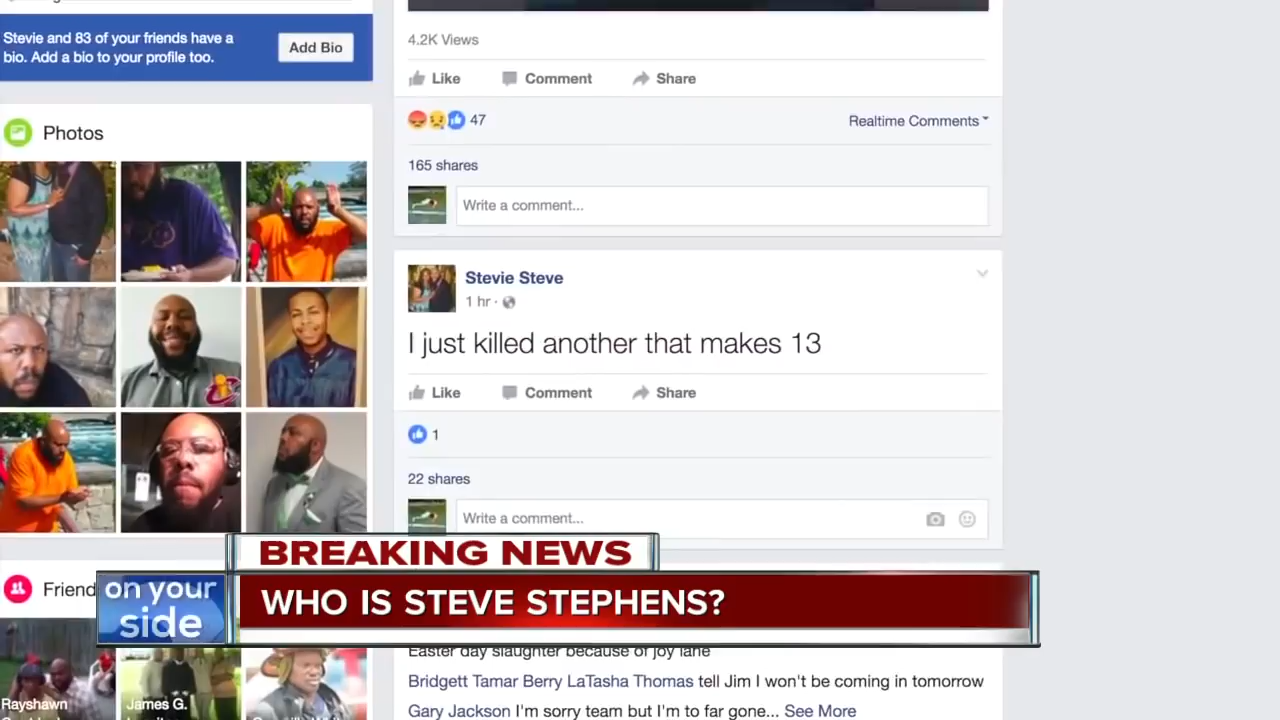 Stevie and 83 of your friends have a
bio. Add a bio to your profile too.
Add Bio
Photos
Rayshawn
James G.
4.2K Views
Like Comment Share
47
Realtime Comments
165 shares
Write a comment...
Stevie Steve
1 hr ·
I just killed another that makes 13
Like Comment Share
1
22 shares
Write a comment...
BREAKING NEWS
on your
side
WHO IS STEVE STEPHENS?
Friend
Easter day slaughter because of joy lane
Bridgett Tamar Berry LaTasha Thomas tell Jim I won't be coming in tomorrow
Gary Jackson I'm sorry team but I'm to far gone... See More